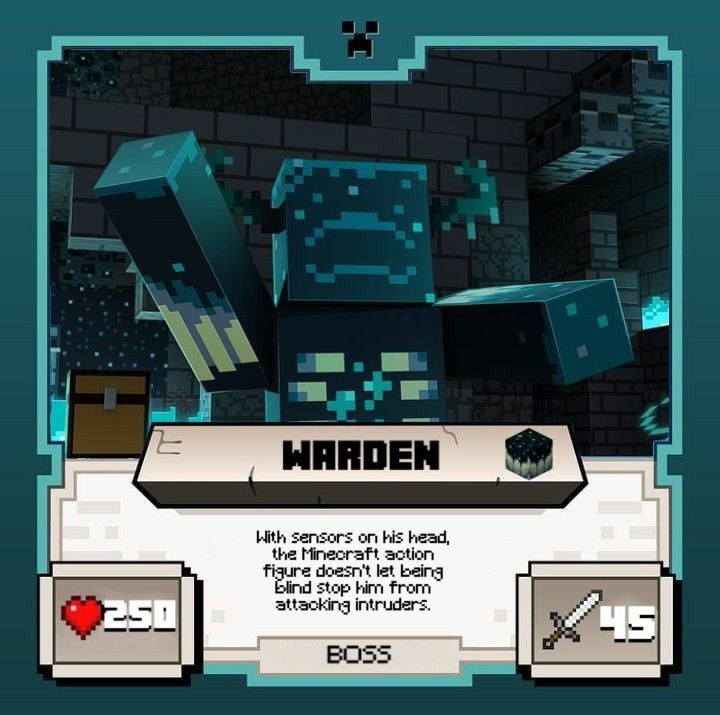 WARDEN
With sensors on his head,
the Minecraft action
figure doesn't let being
blind stop him from
attacking intruders.
250
45
BOSS